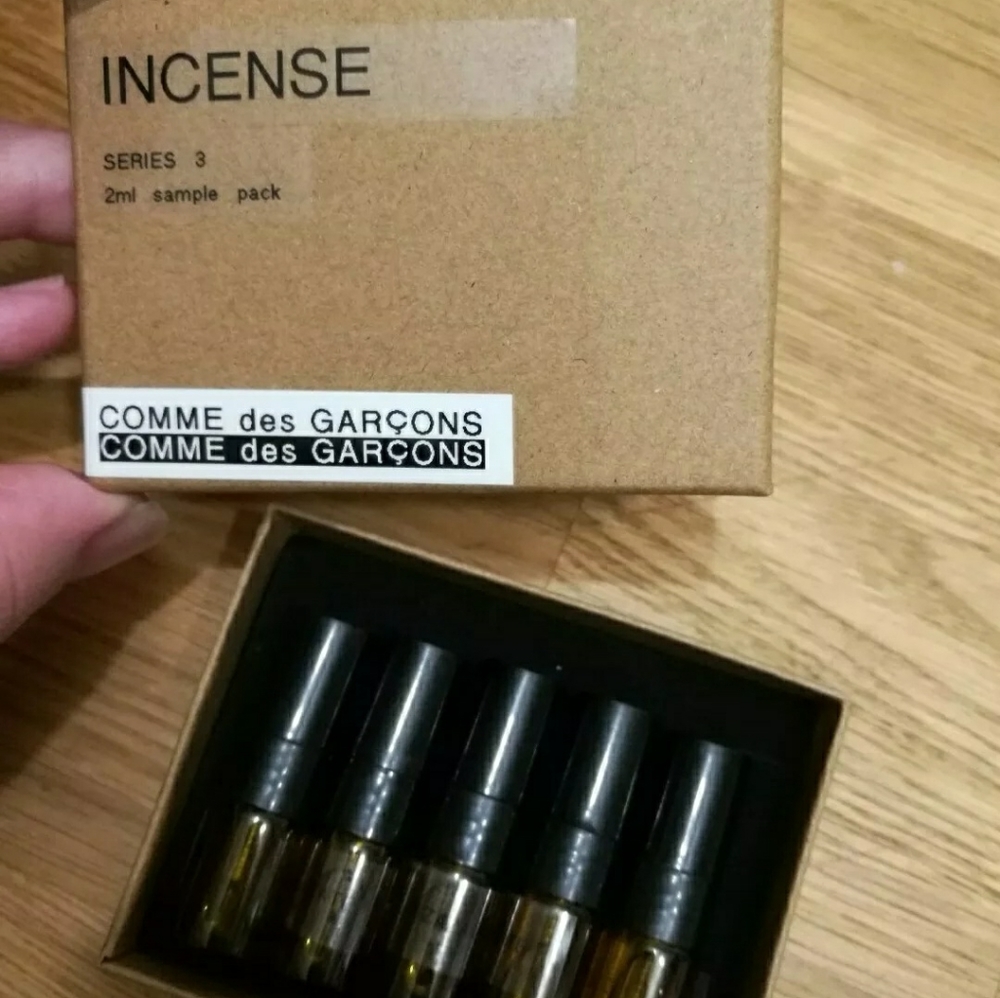 INCENSE
SERIES 3
2ml sample pack
COMME des GARÇONS
COMME des GARÇONS